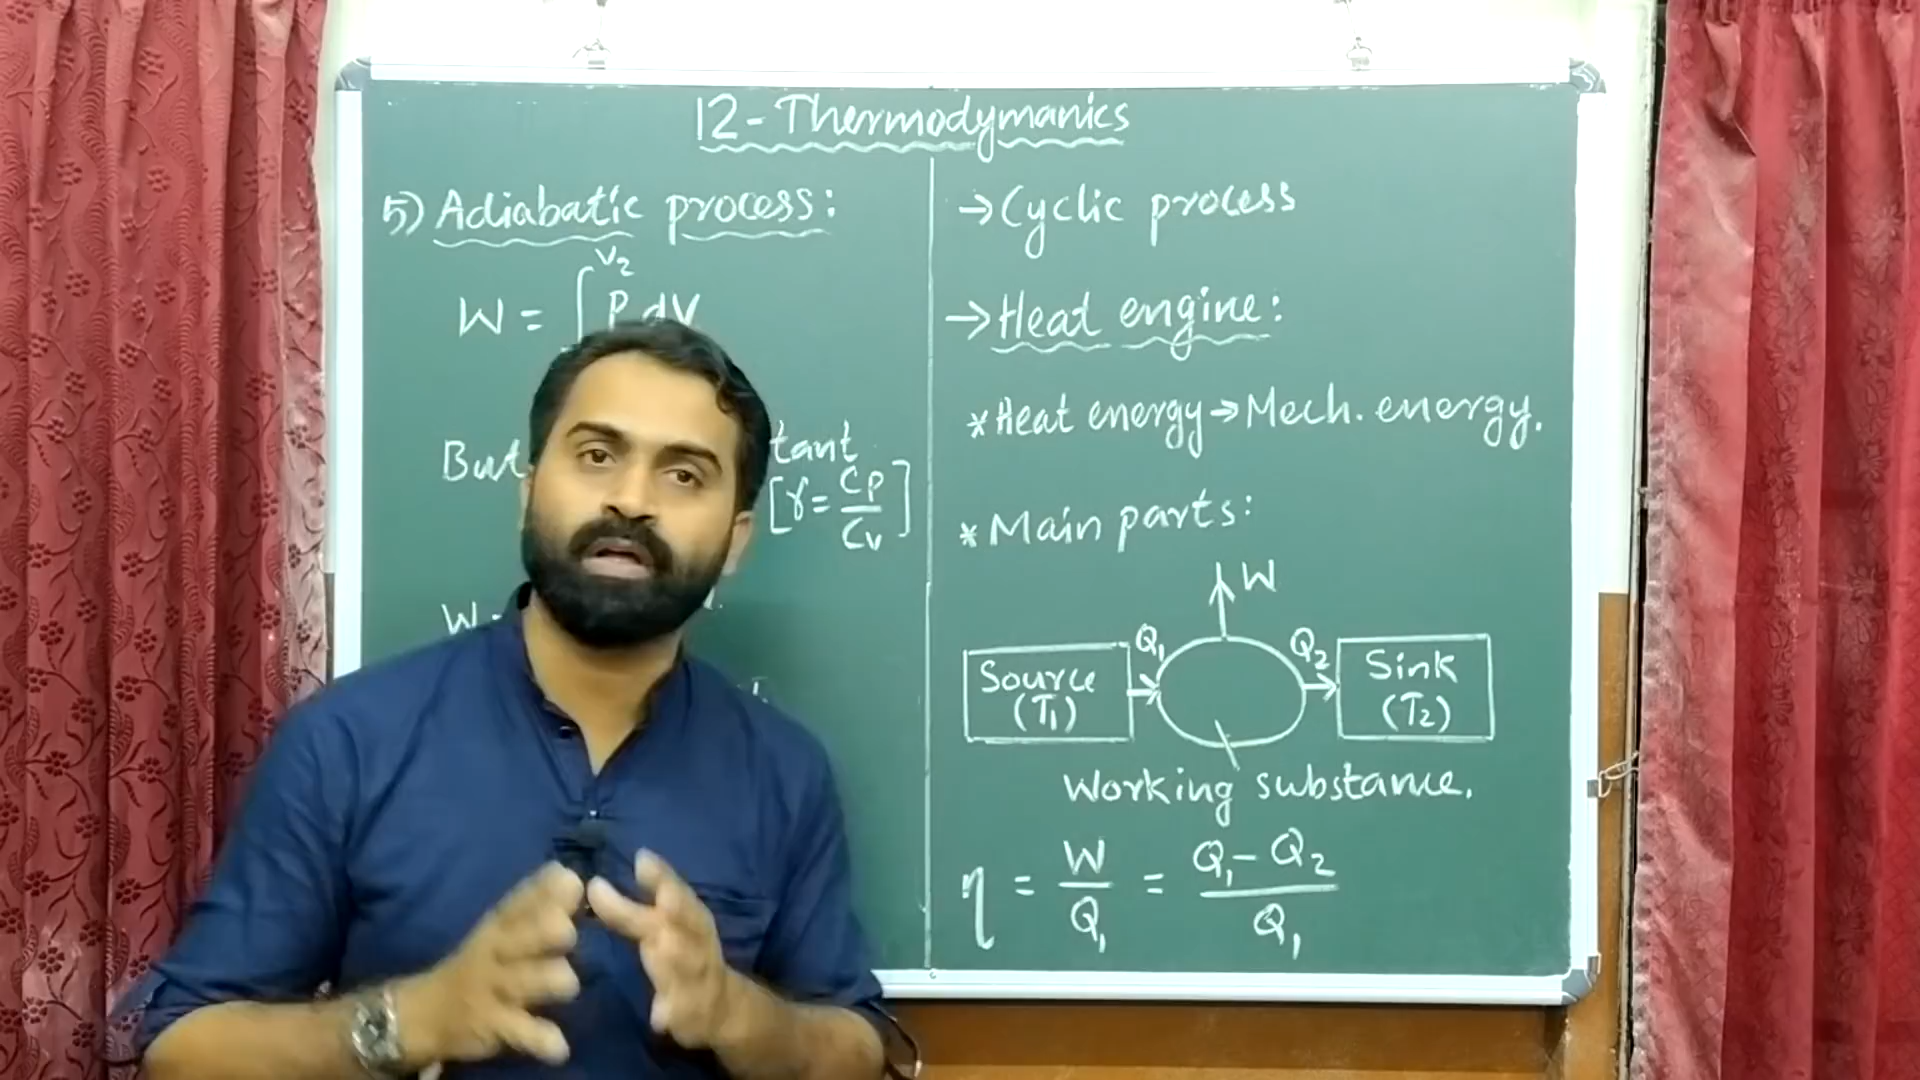 12-Thermodymanics
5) Adiabatic process:
V2
W = ∫ P dV
But tant
[γ = Cp
Cv]
W =
→ Cyclic process
→ Heat engine:
* Heat energy → Mech. energy.
* Main parts:
W
Q1 Q2
Source Sink
(T1) (T2)
Working substance.
η = W/Q1 = Q1 - Q2/Q1